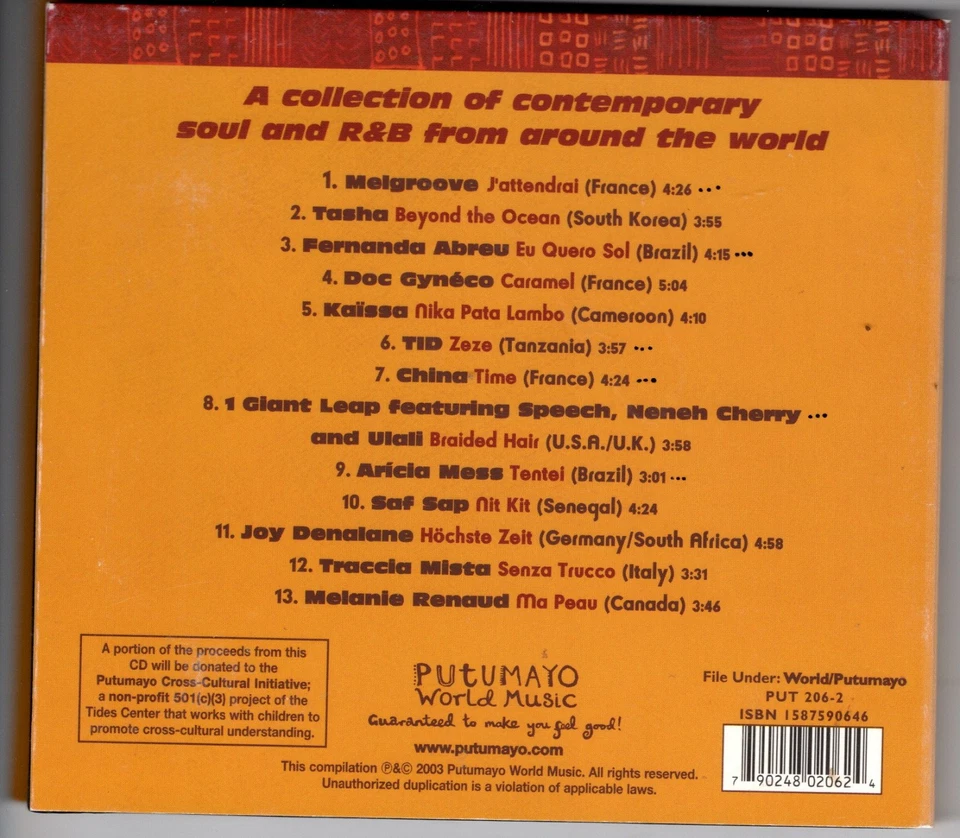 A collection of contemporary
soul and R&B from around the world
1. Melgroove J'attendrai (France) 4:26 •••
2. Tasha Beyond the Ocean (South Korea) 3:55
3. Fernanda Abreu Eu Quero Sol (Brazil) 4:15 •••
4. Doc Gynéco Caramel (France) 5:04
5. Kaïssa Nika Pata Lambo (Cameroon) 4:10
6. TID Zeze (Tanzania) 3:57 •••
7. China Time (France) 4:24 •••
8. 1 Giant Leap featuring Speech, Neneh Cherry •••
and Ulali Braided Hair (U.S.A./U.K.) 3:58
9. Arícia Mess Tentei (Brazil) 3:01 •••
10. Saf Sap Nit Kit (Senegal) 4:24
11. Joy Denalane Höchste Zeit (Germany/South Africa) 4:58
12. Traccia Mista Senza Trucco (Italy) 3:31
13. Melanie Renaud Ma Peau (Canada) 3:46
A portion of the proceeds from this
CD will be donated to the
Putumayo Cross-Cultural Initiative;
a non-profit 501(c)(3) project of the
Tides Center that works with children to
promote cross-cultural understanding.
PUTUMAYO
World Music
Guaranteed to make you feel good!
www.putumayo.com
File Under: World/Putumayo
PUT 206-2
ISBN 1587590646
7 90248 02062 4
This compilation ℗&© 2003 Putumayo World Music. All rights reserved.
Unauthorized duplication is a violation of applicable laws.